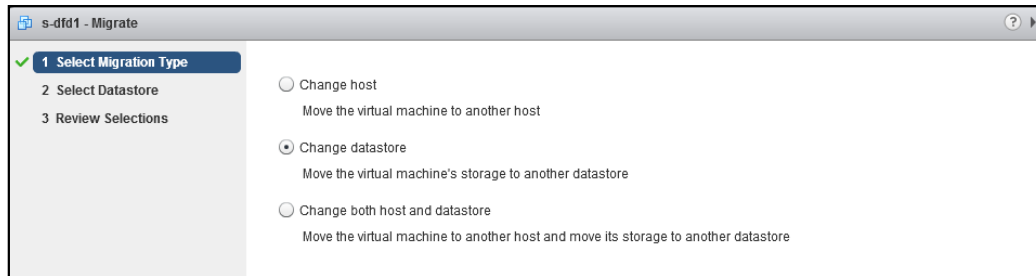 s-dfd1 - Migrate
?
1 Select Migration Type
2 Select Datastore
3 Review Selections
Change host
Move the virtual machine to another host
Change datastore
Move the virtual machine's storage to another datastore
Change both host and datastore
Move the virtual machine to another host and move its storage to another datastore